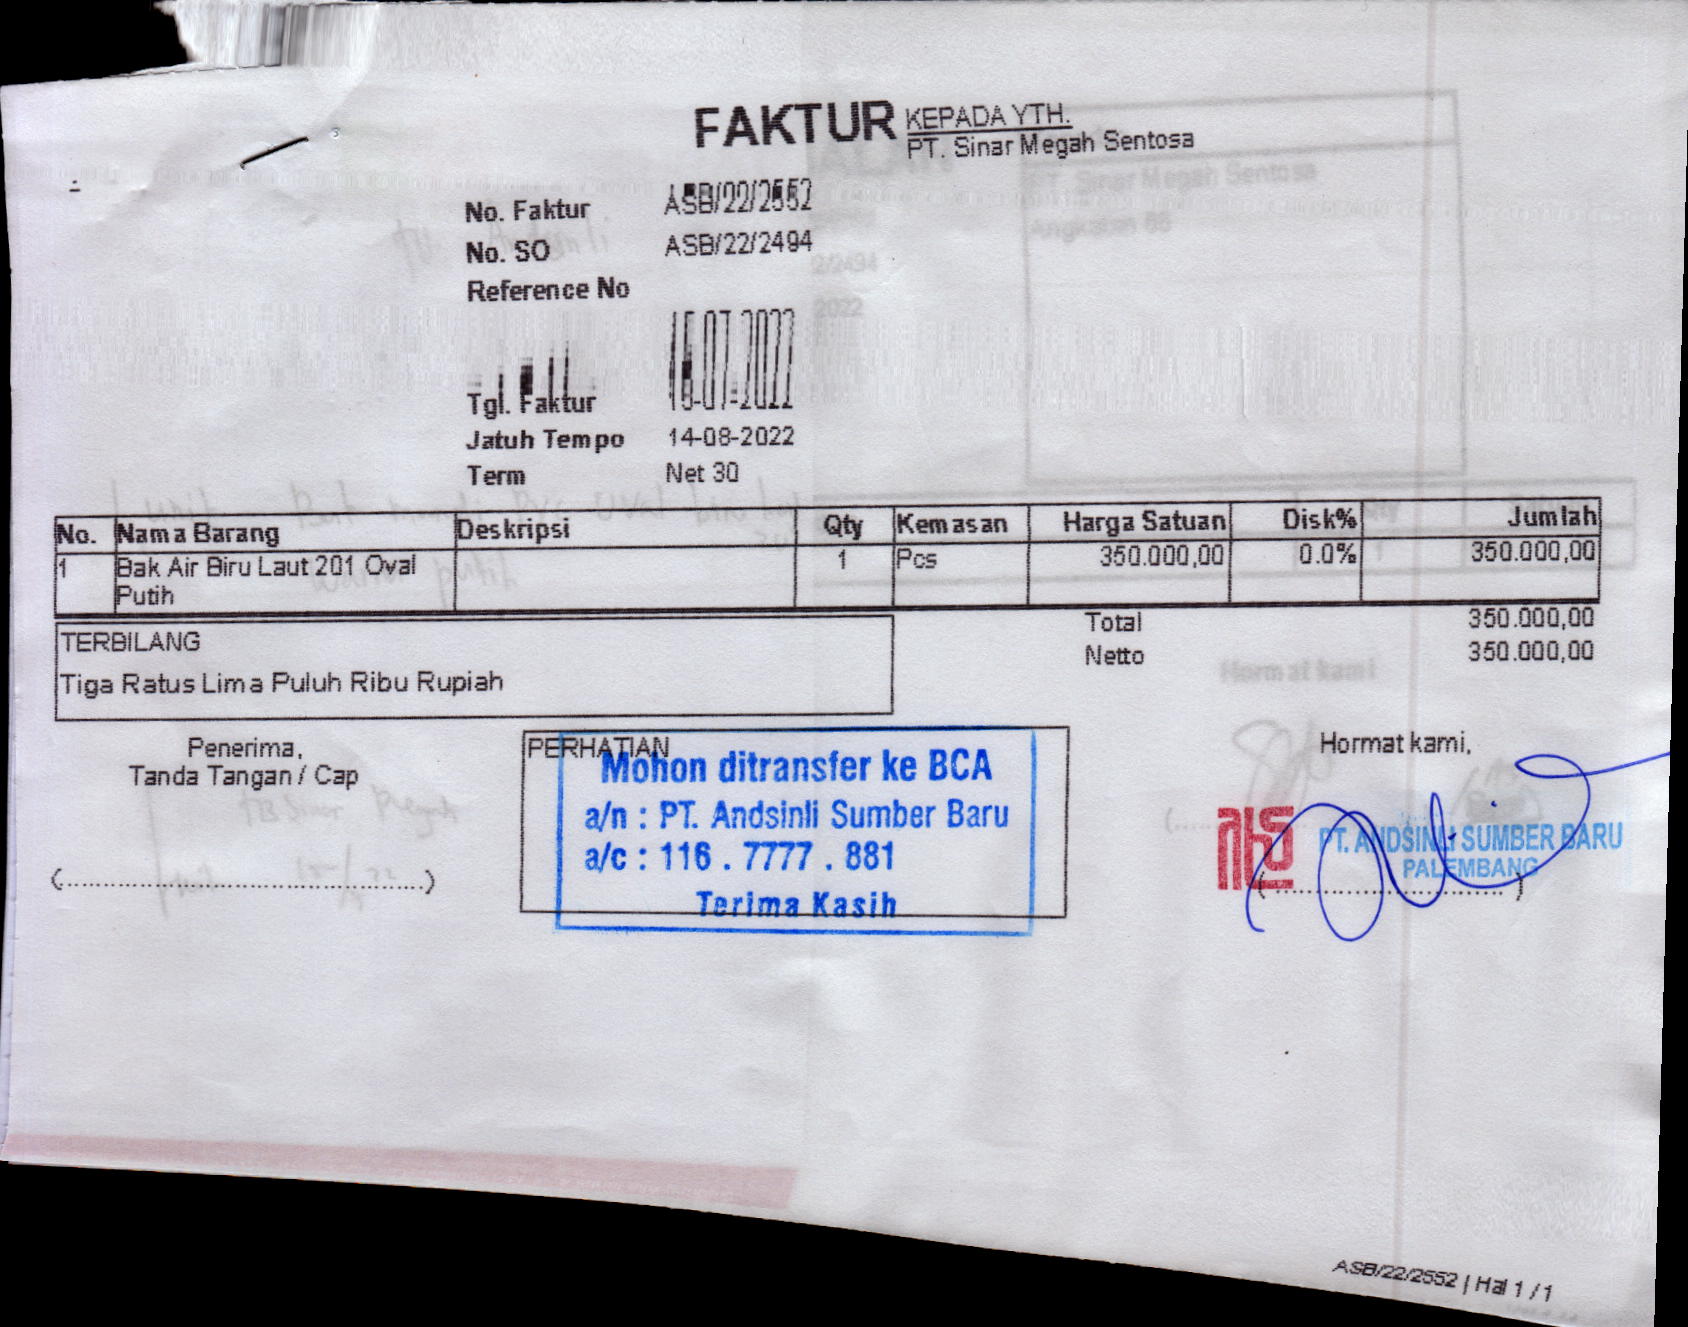 FAKTUR
KEPADA YTH.
PT. Sinar Megah Sentosa
No. Faktur ASB/22/2552
No. SO ASB/22/2494
Reference No
Tgl. Faktur 15-07-2022
Jatuh Tempo 14-08-2022
Term Net 30
No. Nama Barang Deskripsi Qty Kemasan Harga Satuan Disk% Jumlah
1 Bak Air Biru Laut 201 Oval 1 Pcs 350.000,00 0.0% 350.000,00
Putih
Total 350.000,00
Netto 350.000,00
TERBILANG
Tiga Ratus Lima Puluh Ribu Rupiah
Penerima,
Tanda Tangan / Cap
(........................................................)
PERHATIAN
Mohon ditransfer ke BCA
a/n : PT. Andsinli Sumber Baru
a/c : 116 . 7777 . 881
Terima Kasih
Hormat kami,
PT. ANDSINLI SUMBER BARU
PALEMBANG
ASB/22/2552 | Hal 1 / 1